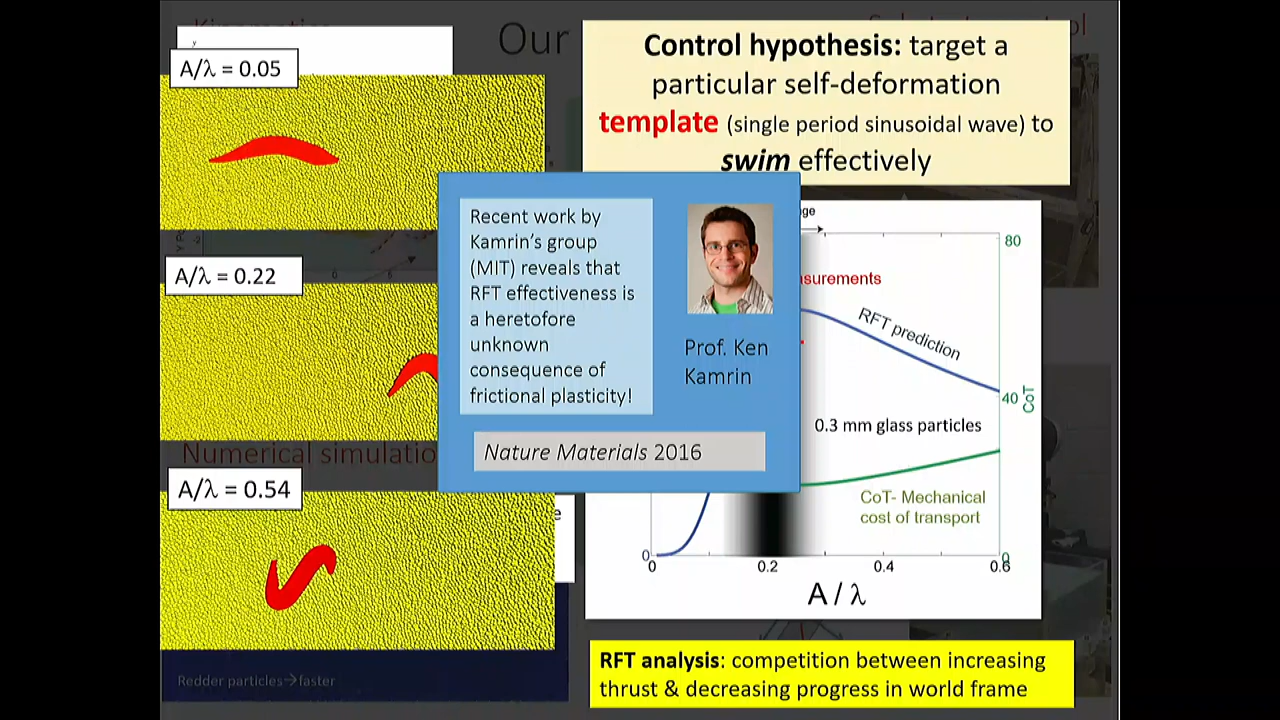 Our
A/λ = 0.05
Control hypothesis: target a
particular self-deformation
template (single period sinusoidal wave) to
swim effectively
A/λ = 0.22
Recent work by
Kamrin’s group
(MIT) reveals that
RFT effectiveness is
a heretofore
unknown
consequence of
frictional plasticity!
Prof. Ken
Kamrin
Nature Materials 2016
80
RFT prediction
40
CoT
0.3 mm glass particles
CoT- Mechanical
cost of transport
0
0
0 0.2 0.4 0.6
A / λ
Numerical
A/λ = 0.54
Redder particles→faster
RFT analysis: competition between increasing
thrust & decreasing progress in world frame